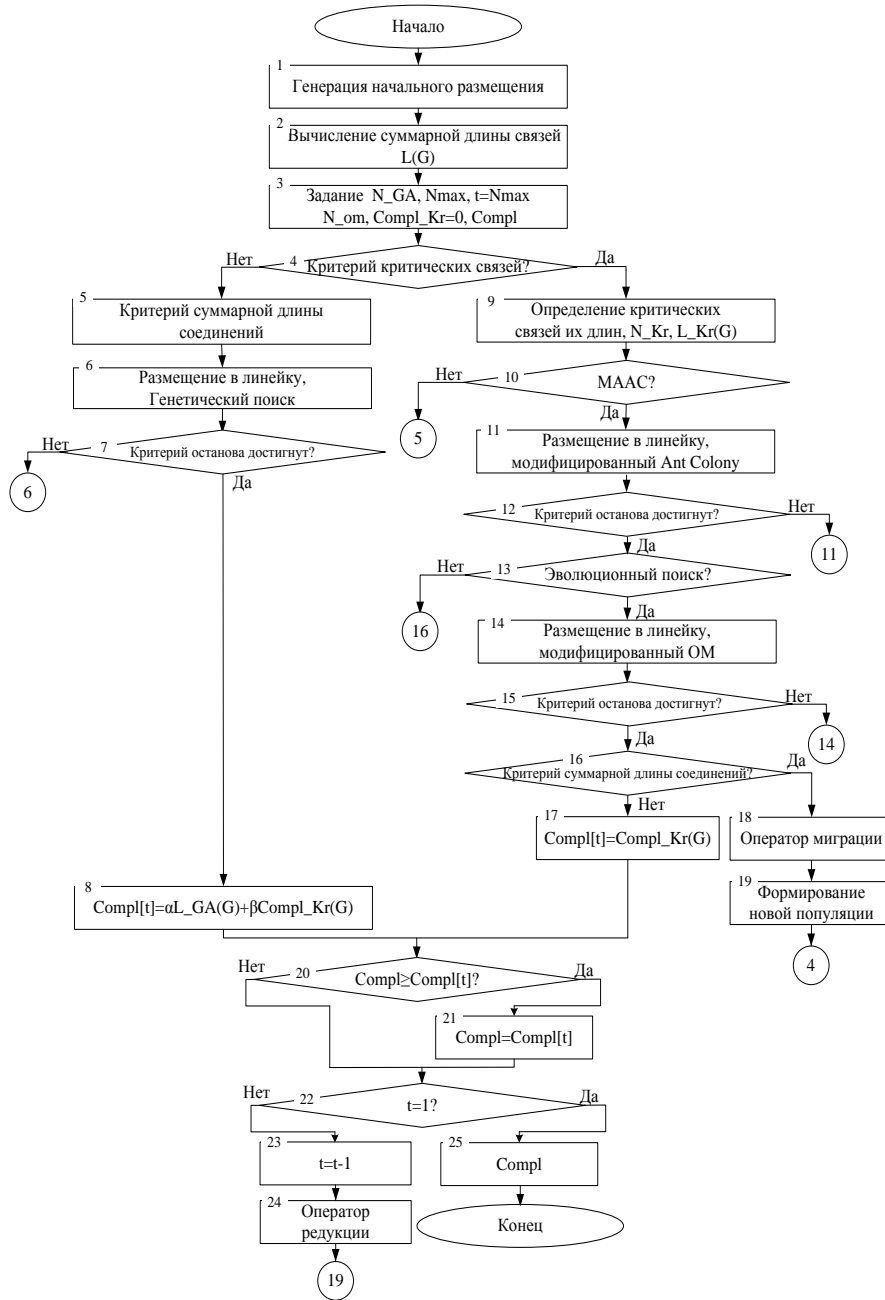 Начало
1
Генерация начального размещения
2
Вычисление суммарной длины связей
L(G)
3
Задание N_GA, Nmax, t=Nmax
N_om, Compl_Kr=0, Compl
Нет
4
Критерий критических связей?
Да
5
Критерий суммарной длины
соединений
9
Определение критических
связей их длин, N_Kr, L_Kr(G)
6
Размещение в линейку,
Генетический поиск
Нет
10
МААС?
Да
5
Нет
7
Критерий останова достигнут?
Да
6
11
Размещение в линейку,
модифицированный Ant Colony
12
Критерий останова достигнут?
Нет
Да
11
Нет
13
Эволюционный поиск?
Да
16
14
Размещение в линейку,
модифицированный ОМ
15
Критерий останова достигнут?
Нет
Да
14
16
Критерий суммарной длины соединений?
Да
Нет
17
Compl[t]=Compl_Kr(G)
18
Оператор миграции
8
Compl[t]=αL_GA(G)+βCompl_Kr(G)
19
Формирование
новой популяции
4
Нет
20
Compl≥Compl[t]?
Да
21
Compl=Compl[t]
Нет
22
t=1?
Да
23
t=t-1
25
Compl
24
Оператор
редукции
Конец
19